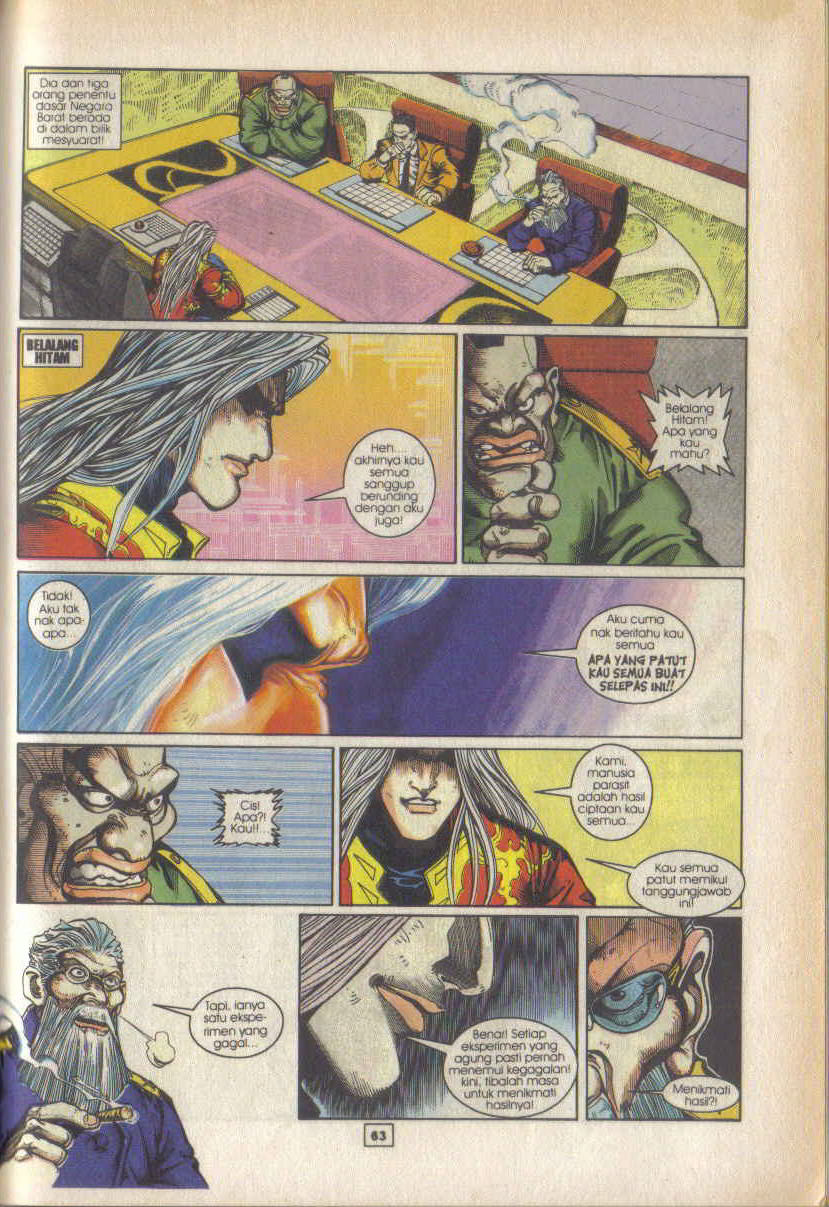 Dia dan tiga
orang penentu
dasar Negara
Barat berada
di dalam bilik
mesyuarat!
BELALANG
HITAM
Heh...
akhirnya kau
semua
sanggup
berunding
dengan aku
juga!
Belalang
Hitam!
Apa yang
kau
mahu?
Tidak!
Aku tak
nak apa-
apa...
Aku cuma
nak beritahu kau
semua
APA YANG PATUT
KAU SEMUA BUAT
SELEPAS INI!!
Cis!
Apa?!
Kau!!...
Kami,
manusia
parasit
adalah hasil
ciptaan kau
semua...
Kau semua
patut memikul
tanggungjawab
ini!
Tapi, ianya
satu ekspe-
rimen yang
gagal...
Benar! Setiap
eksperimen yang
agung pasti pernah
menemui kegagalan!
kini, tibalah masa
untuk menikmati
hasilnya!
Menikmati
hasil?!
63